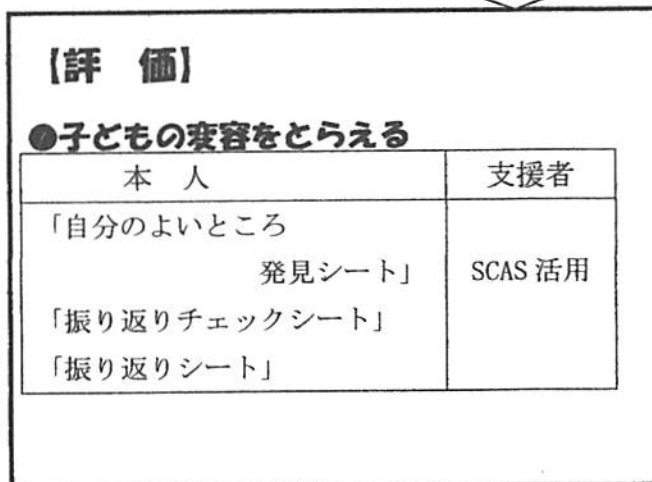 【評 価】
●子どもの変容をとらえる
本 人
支援者
「自分のよいところ
発見シート」
SCAS 活用
「振り返りチェックシート」
「振り返りシート」